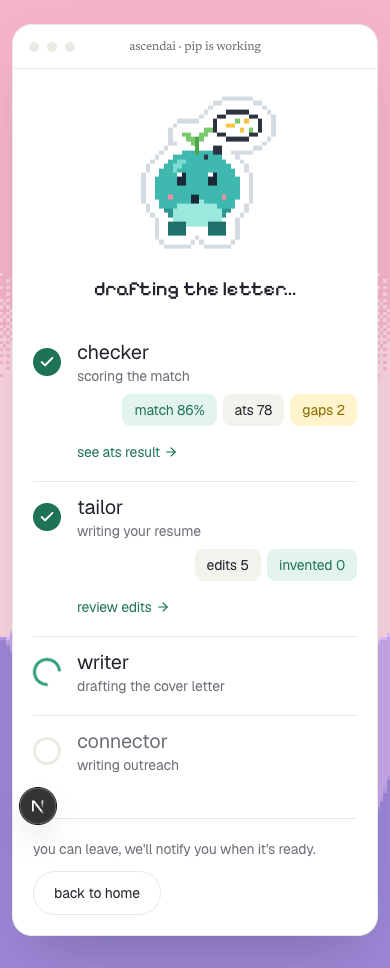 ascendai · pip is working
drafting the letter...
checker
scoring the match
match 86% ats 78 gaps 2
see ats result →
tailor
writing your resume
edits 5 invented 0
review edits →
writer
drafting the cover letter
connector
writing outreach
N
you can leave, we'll notify you when it's ready.
back to home